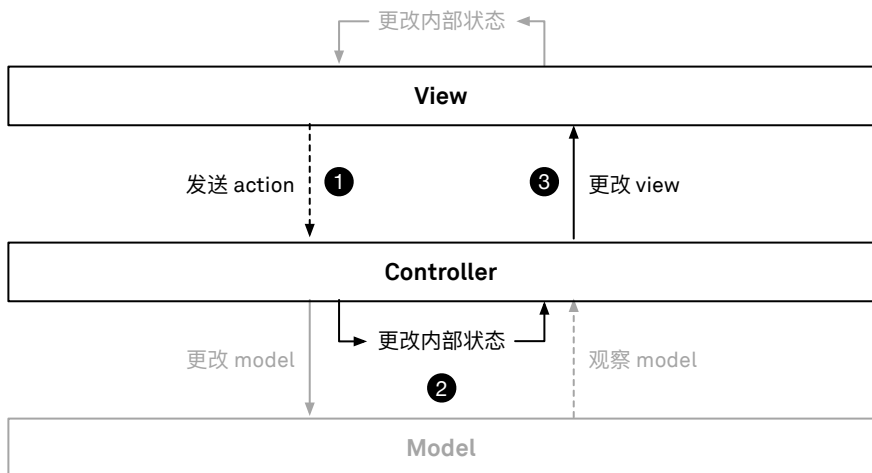 更改内部状态
View
发送 action
1
3
更改 view
Controller
更改内部状态
更改 model
观察 model
2
Model